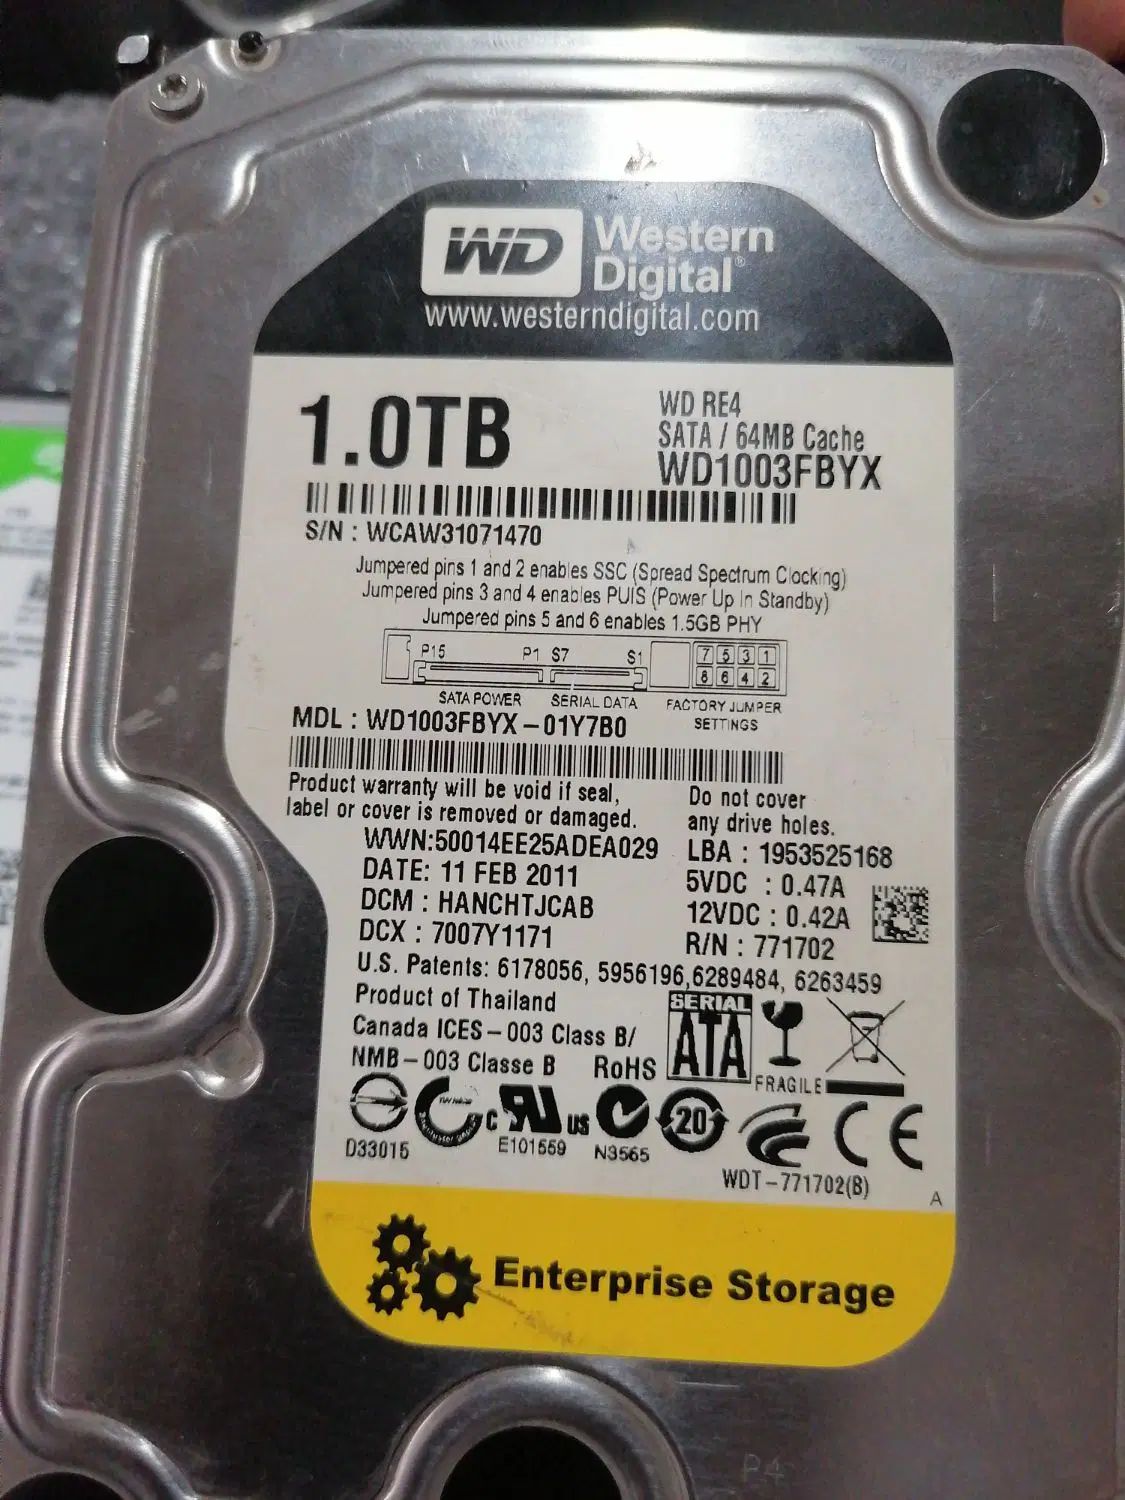 WD Western Digital®
www.westerndigital.com
1.0TB
WD RE4
SATA / 64MB Cache
WD1003FBYX
S/N : WCAW31071470
Jumpered pins 1 and 2 enables SSC (Spread Spectrum Clocking)
Jumpered pins 3 and 4 enables PUIS (Power Up In Standby)
Jumpered pins 5 and 6 enables 1.5GB PHY
P15 P1 S7 S1 7 5 3 1
8 6 4 2
SATA POWER SERIAL DATA FACTORY JUMPER
SETTINGS
MDL : WD1003FBYX-01Y7B0
Product warranty will be void if seal,
label or cover is removed or damaged.
Do not cover
any drive holes.
WWN:50014EE25ADEA029
DATE: 11 FEB 2011
DCM : HANCHTJCAB
DCX : 7007Y1171
LBA : 1953525168
5VDC : 0.47A
12VDC : 0.42A
R/N : 771702
U.S. Patents: 6178056, 5956196,6289484, 6263459
Product of Thailand
Canada ICES-003 Class B/
NMB-003 Classe B
RoHS
SERIAL
ATA
FRAGILE
D33015
c UR US
E101559
N3565
20
CE
WDT-771702(B)
A
Enterprise Storage
P4